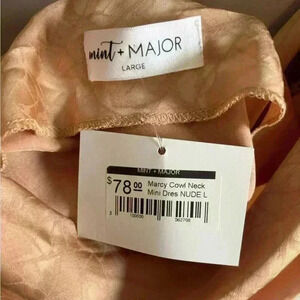 mint + MAJOR
LARGE
MINT + MAJOR
$78.00 Marcy Cowl Neck
Mini Dres NUDE L